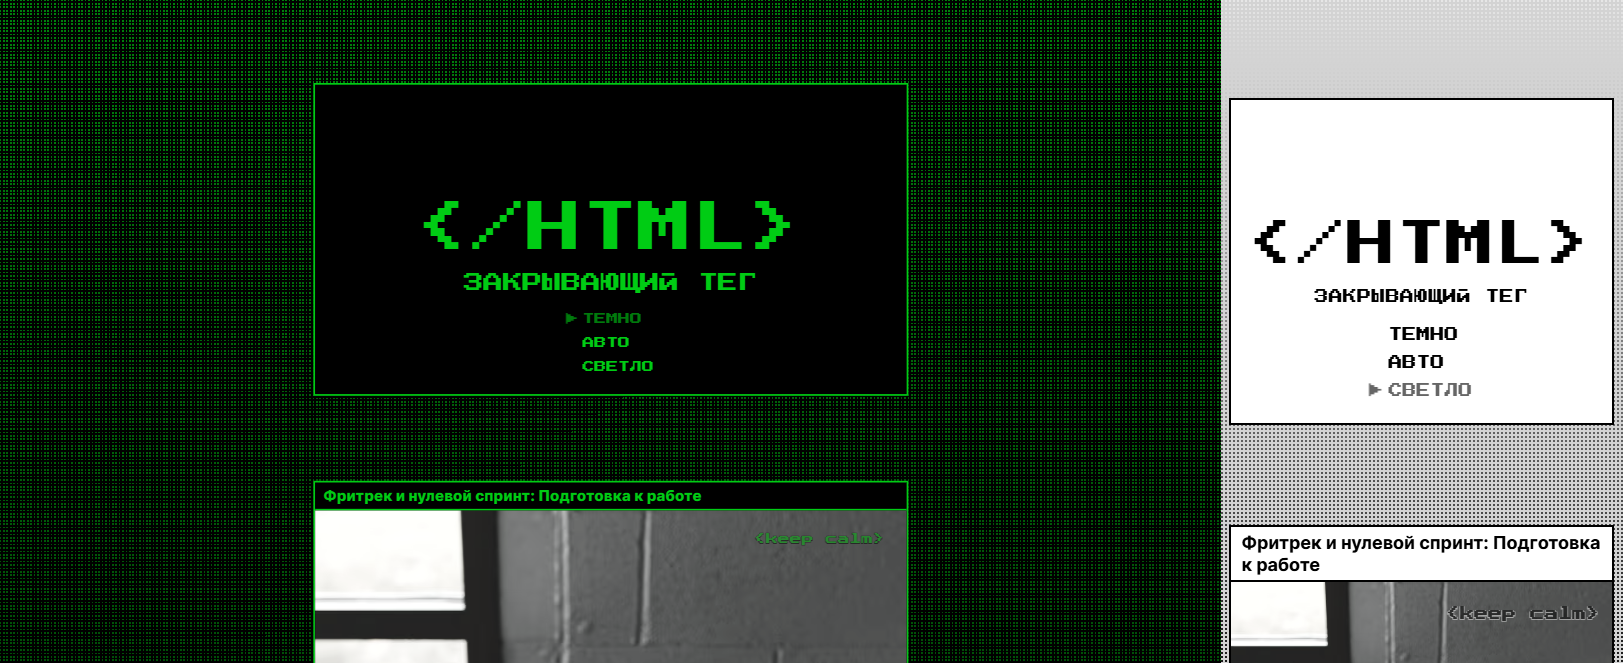 </HTML>
ЗАКРЫВАЮЩИЙ ТЕГ
▶ ТЕМНО
АВТО
СВЕТЛО
Фритрек и нулевой спринт: Подготовка к работе
<keep calm>
</HTML>
ЗАКРЫВАЮЩИЙ ТЕГ
ТЕМНО
АВТО
▶ СВЕТЛО
Фритрек и нулевой спринт: Подготовка
к работе
<keep calm>